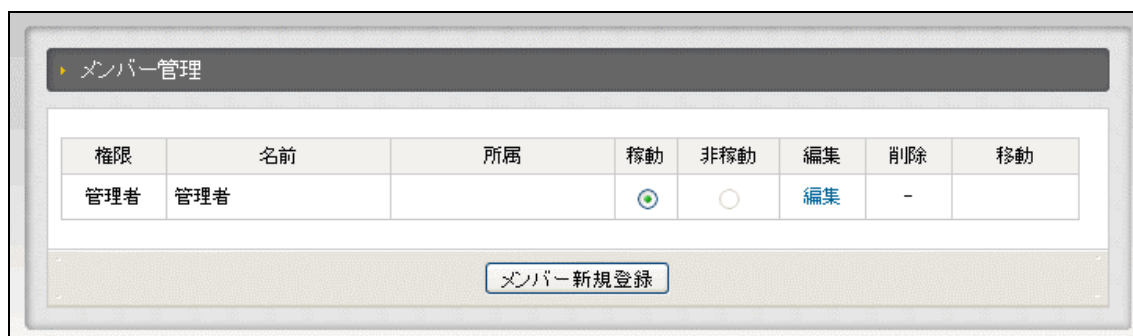 メンバー管理
権限 名前 所属 稼動 非稼動 編集 削除 移動
管理者 管理者 編集 －
メンバー新規登録